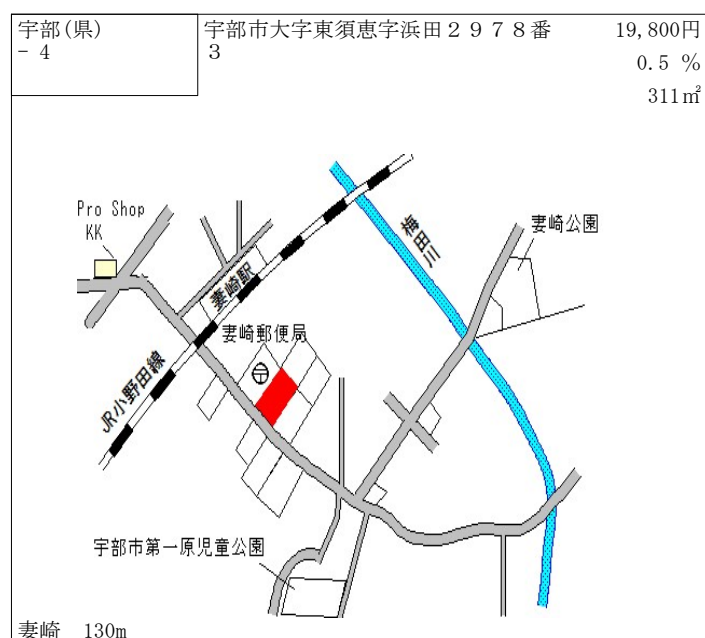 宇部(県)
－4
宇部市大字東須恵字浜田２９７８番
３
19,800円
0.5 %
311㎡
Pro Shop
KK
妻崎駅
梅田川
妻崎公園
妻崎郵便局
JR小野田線
宇部市第一原児童公園
妻崎　130m